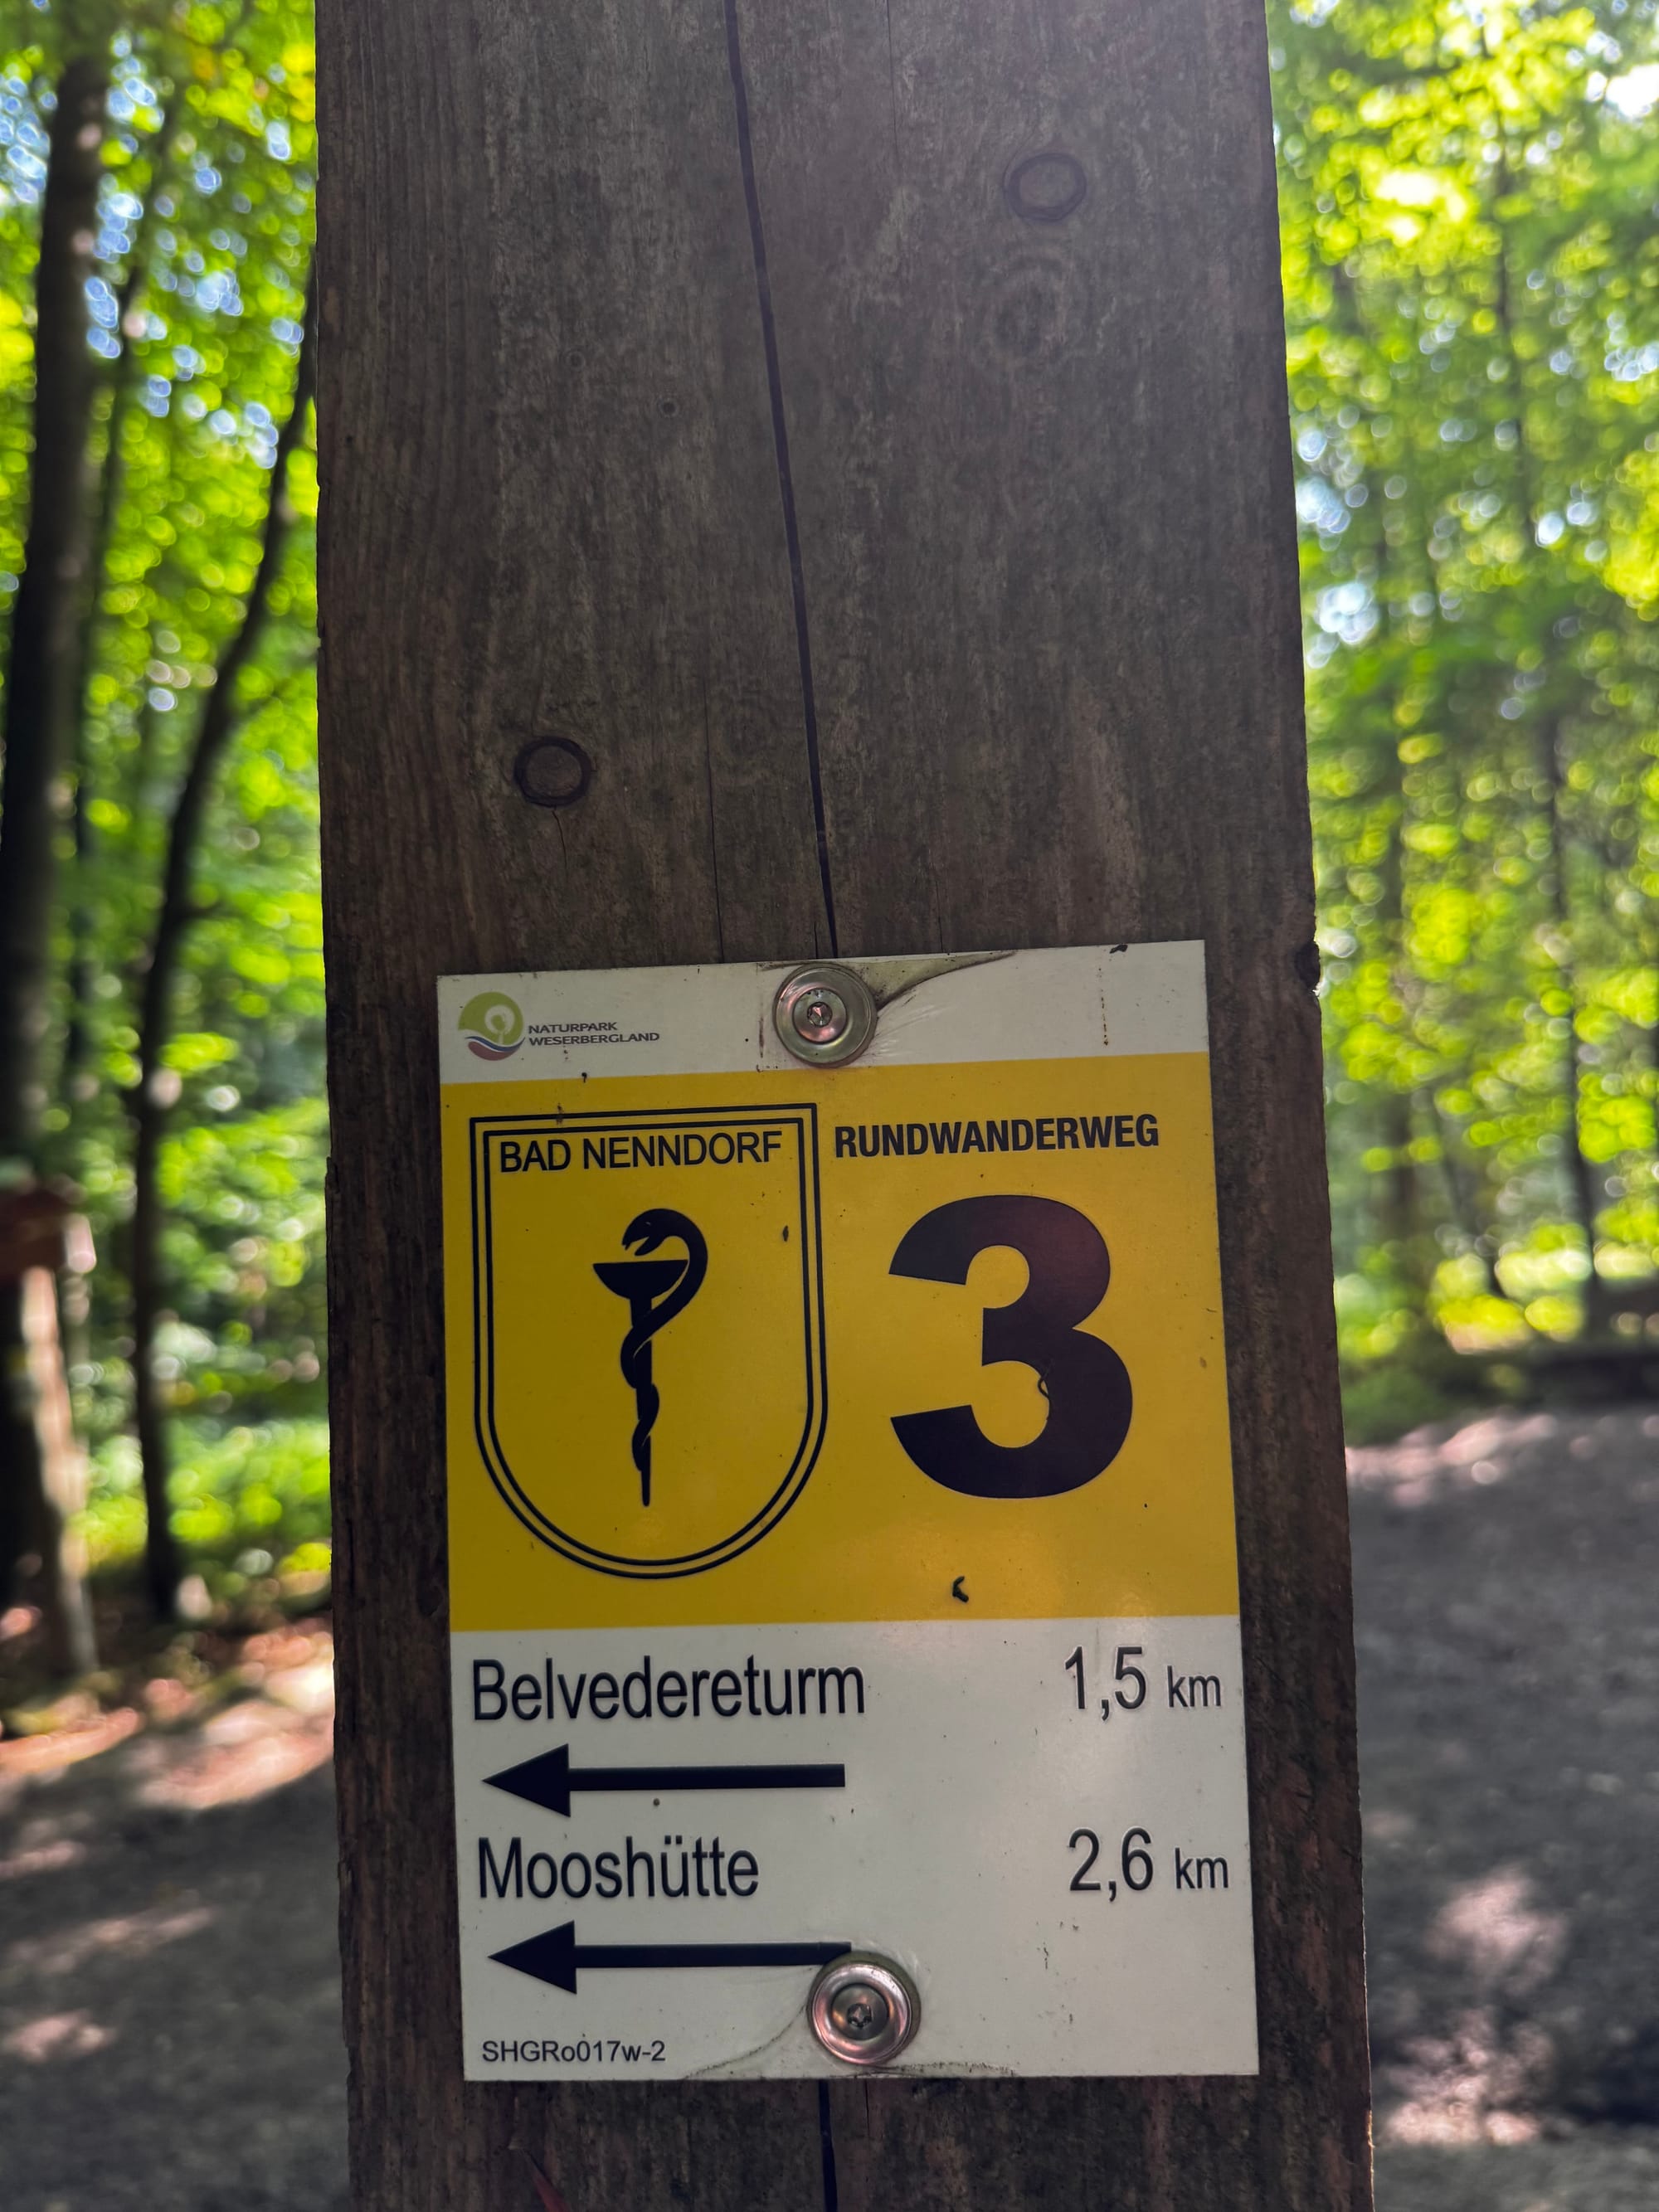 NATURPARK
WESERBERGLAND
BAD NENNDORF
RUNDWANDERWEG
3
Belvedereturm 1,5 km
Mooshütte 2,6 km
SHGRo017w-2